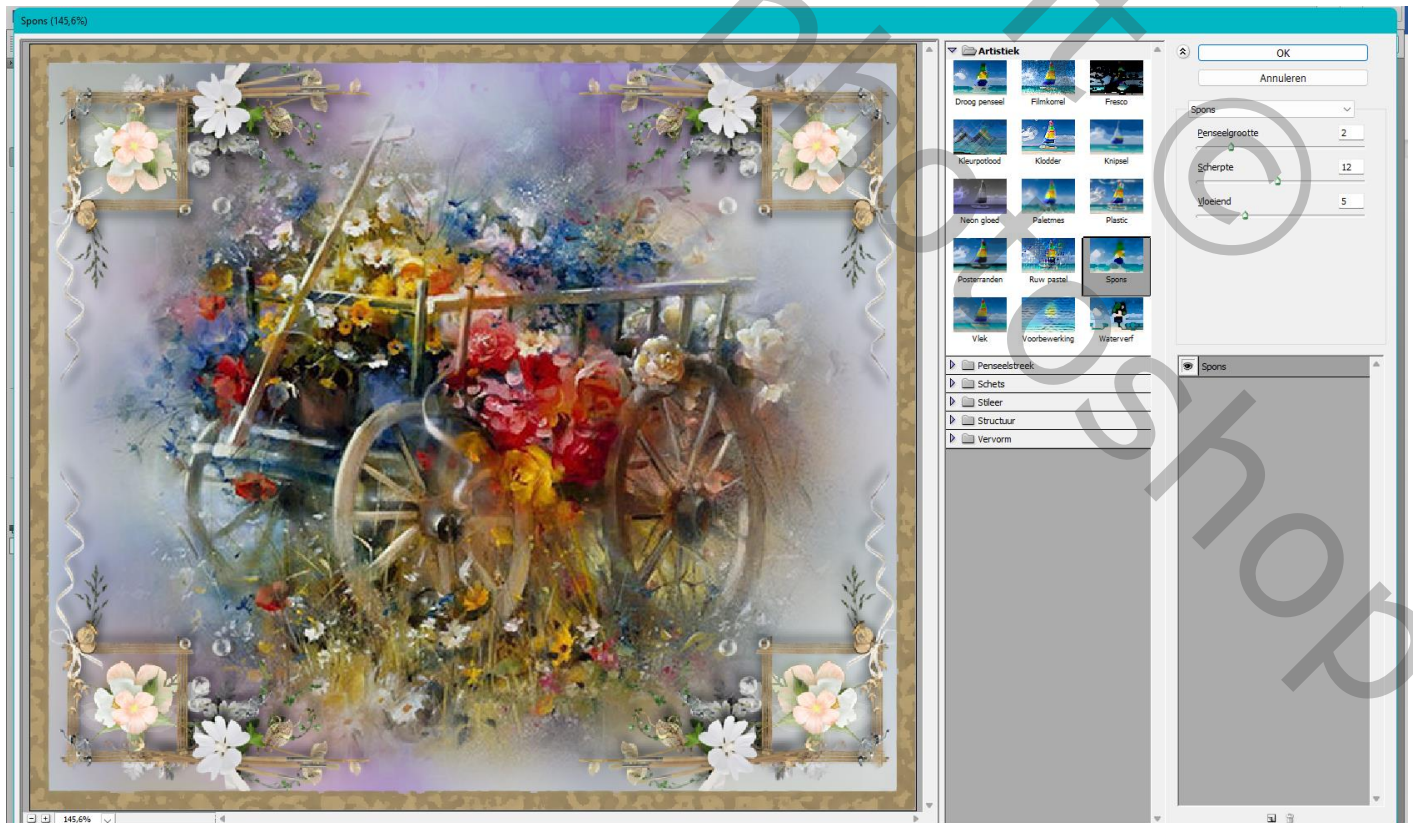 Spons (145,6%)
Artistiek
Droog penseel
Filmkorrel
Fresco
Kleurpotlood
Klodder
Knipsel
Neon gloed
Paletmes
Plastic
Posterranden
Ruw pastel
Spons
Vlek
Voorbewerking
Waterverf
Penseelstreek
Schets
Stileer
Structuur
Vervorm
OK
Annuleren
Spons
Penseelgrootte 2
Scherpte 12
Vloeiend 5
Spons
145,6%
©
photoshop